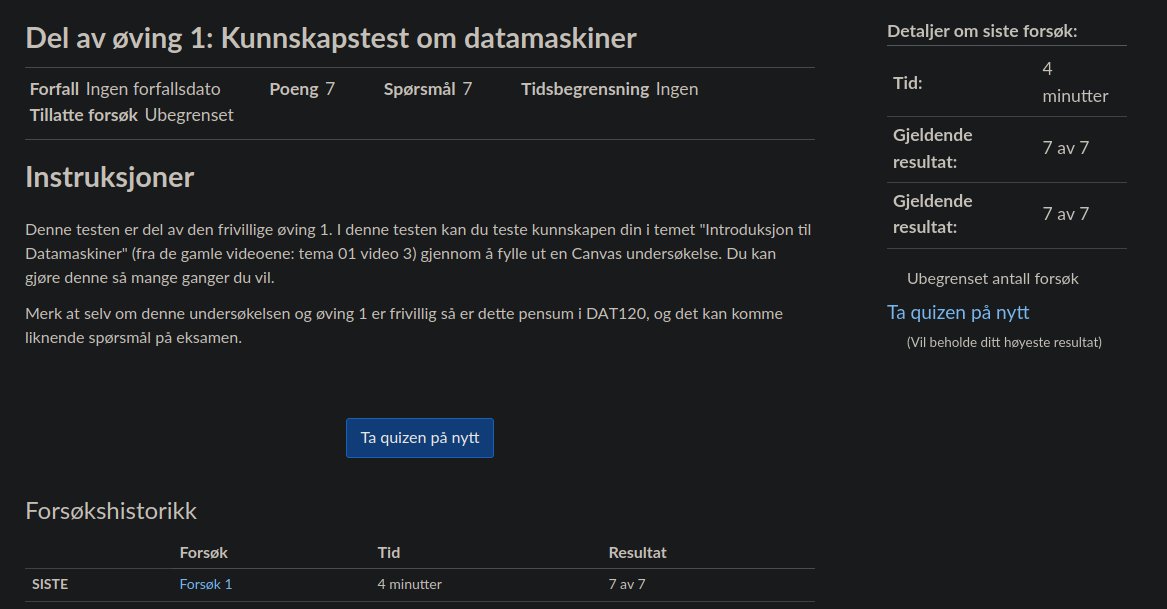 Del av øving 1: Kunnskapstest om datamaskiner
Forfall Ingen forfallsdato Poeng 7 Spørsmål 7 Tidsbegrensning Ingen
Tillatte forsøk Ubegrenset
Instruksjoner
Denne testen er del av den frivillige øving 1. I denne testen kan du teste kunnskapen din i temet "Introduksjon til
Datamaskiner" (fra de gamle videoene: tema 01 video 3) gjennom å fylle ut en Canvas undersøkelse. Du kan
gjøre denne så mange ganger du vil.
Merk at selv om denne undersøkelsen og øving 1 er frivillig så er dette pensum i DAT120, og det kan komme
liknende spørsmål på eksamen.
Ta quizen på nytt
Forsøkshistorikk
Forsøk Tid Resultat
SISTE Forsøk 1 4 minutter 7 av 7
Detaljer om siste forsøk:
Tid: 4
minutter
Gjeldende
resultat: 7 av 7
Gjeldende
resultat: 7 av 7
Ubegrenset antall forsøk
Ta quizen på nytt
(Vil beholde ditt høyeste resultat)